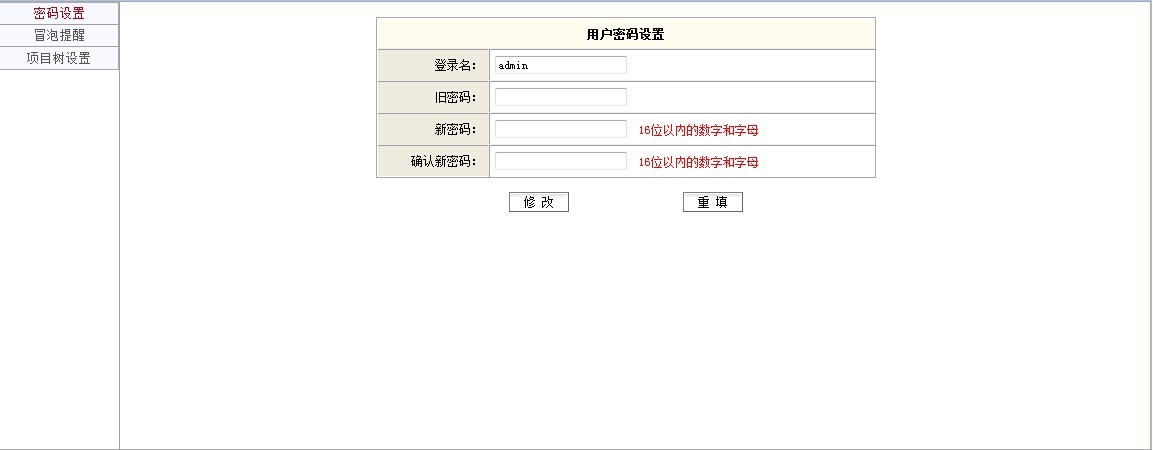 密码设置
冒泡提醒
项目树设置
用户密码设置
登录名： admin
旧密码：
新密码： 16位以内的数字和字母
确认新密码： 16位以内的数字和字母
修 改 重 填